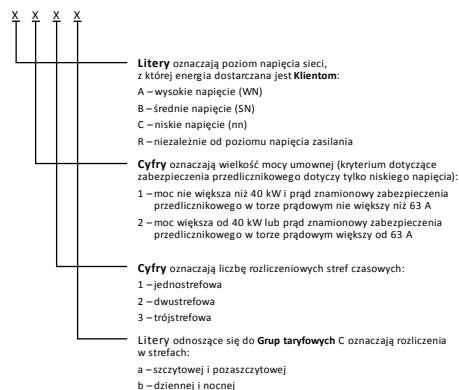 X X X X
Litery oznaczają poziom napięcia sieci,
z której energia dostarczana jest Klientom:
A – wysokie napięcie (WN)
B – średnie napięcie (SN)
C – niskie napięcie (nn)
R – niezależnie od poziomu napięcia zasilania
Cyfry oznaczają wielkość mocy umownej (kryterium dotyczące
zabezpieczenia przedlicznikowego dotyczy tylko niskiego napięcia):
1 – moc nie większa niż 40 kW i prąd znamionowy zabezpieczenia
przedlicznikowego w torze prądowym nie większy niż 63 A
2 – moc większa od 40 kW lub prąd znamionowy zabezpieczenia
przedlicznikowego w torze prądowym większy od 63 A
Cyfry oznaczają liczbę rozliczeniowych stref czasowych:
1 – jednostrefowa
2 – dwustrefowa
3 – trójstrefowa
Litery odnoszące się do Grup taryfowych C oznaczają rozliczenia
w strefach:
a – szczytowej i pozaszczytowej
b – dziennej i nocnej